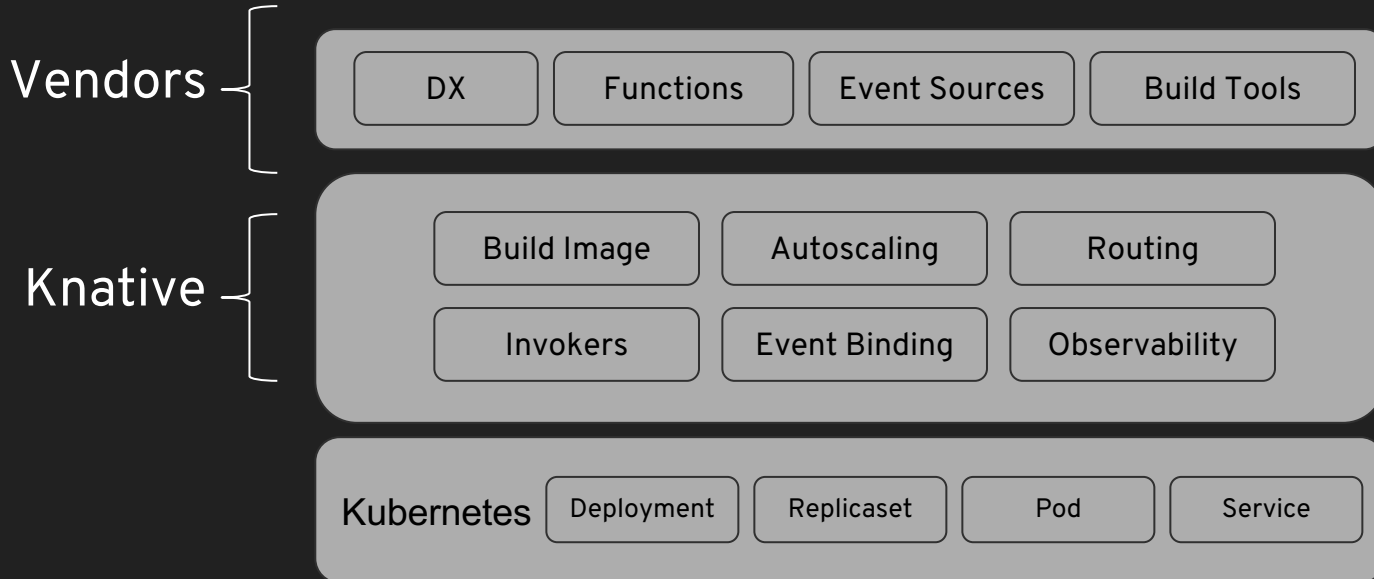 Vendors
DX Functions Event Sources Build Tools
Knative
Build Image Autoscaling Routing
Invokers Event Binding Observability
Kubernetes Deployment Replicaset Pod Service